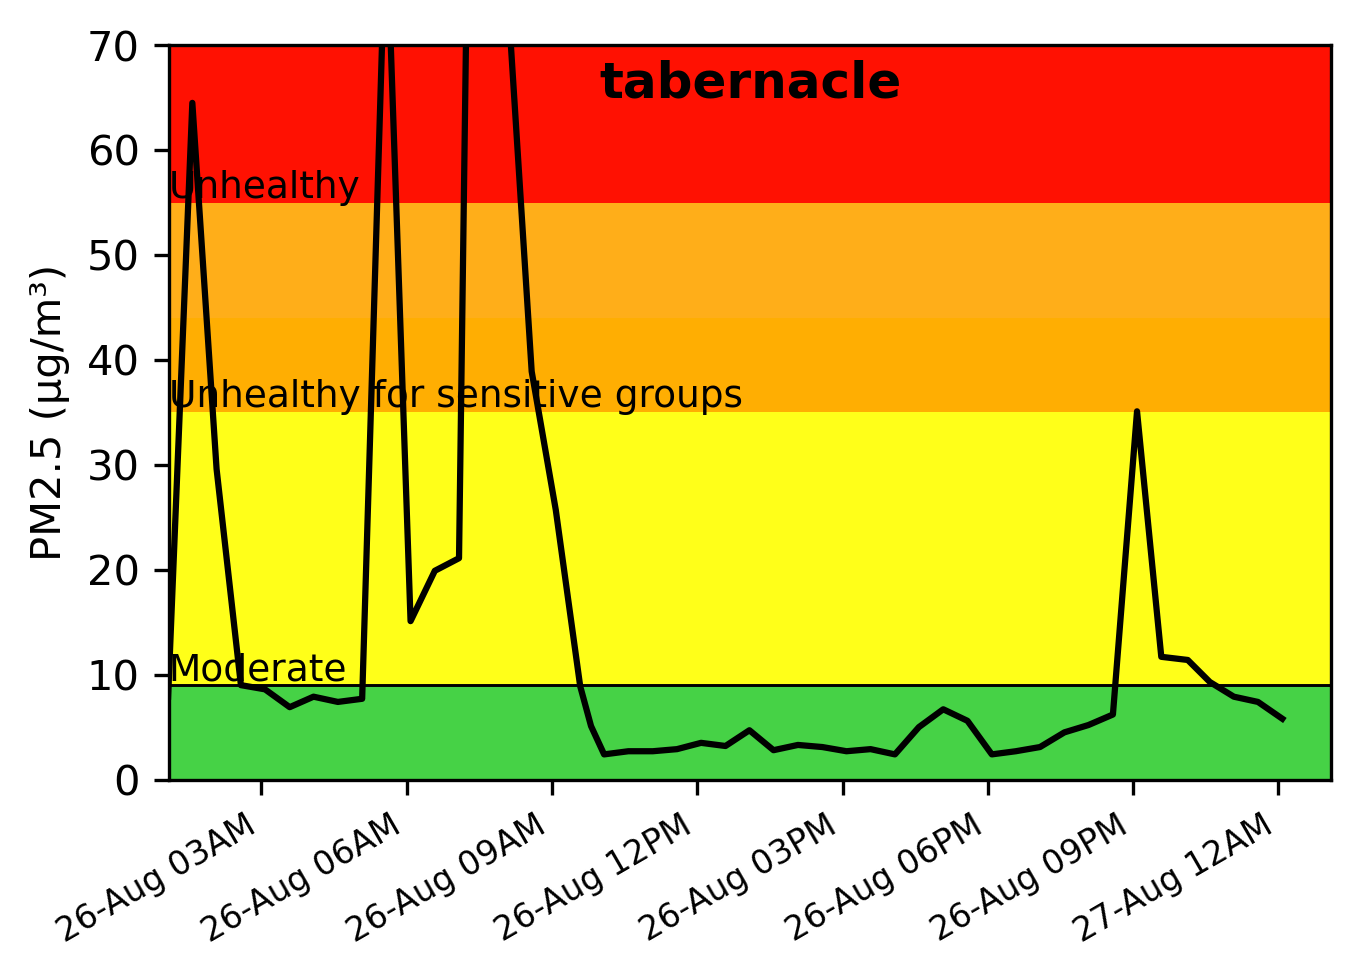 tabernacle
PM2.5 (µg/m³)
70
60
50
40
30
20
10
0
Unhealthy
Unhealthy for sensitive groups
Moderate
26-Aug 03AM
26-Aug 06AM
26-Aug 09AM
26-Aug 12PM
26-Aug 03PM
26-Aug 06PM
26-Aug 09PM
27-Aug 12AM